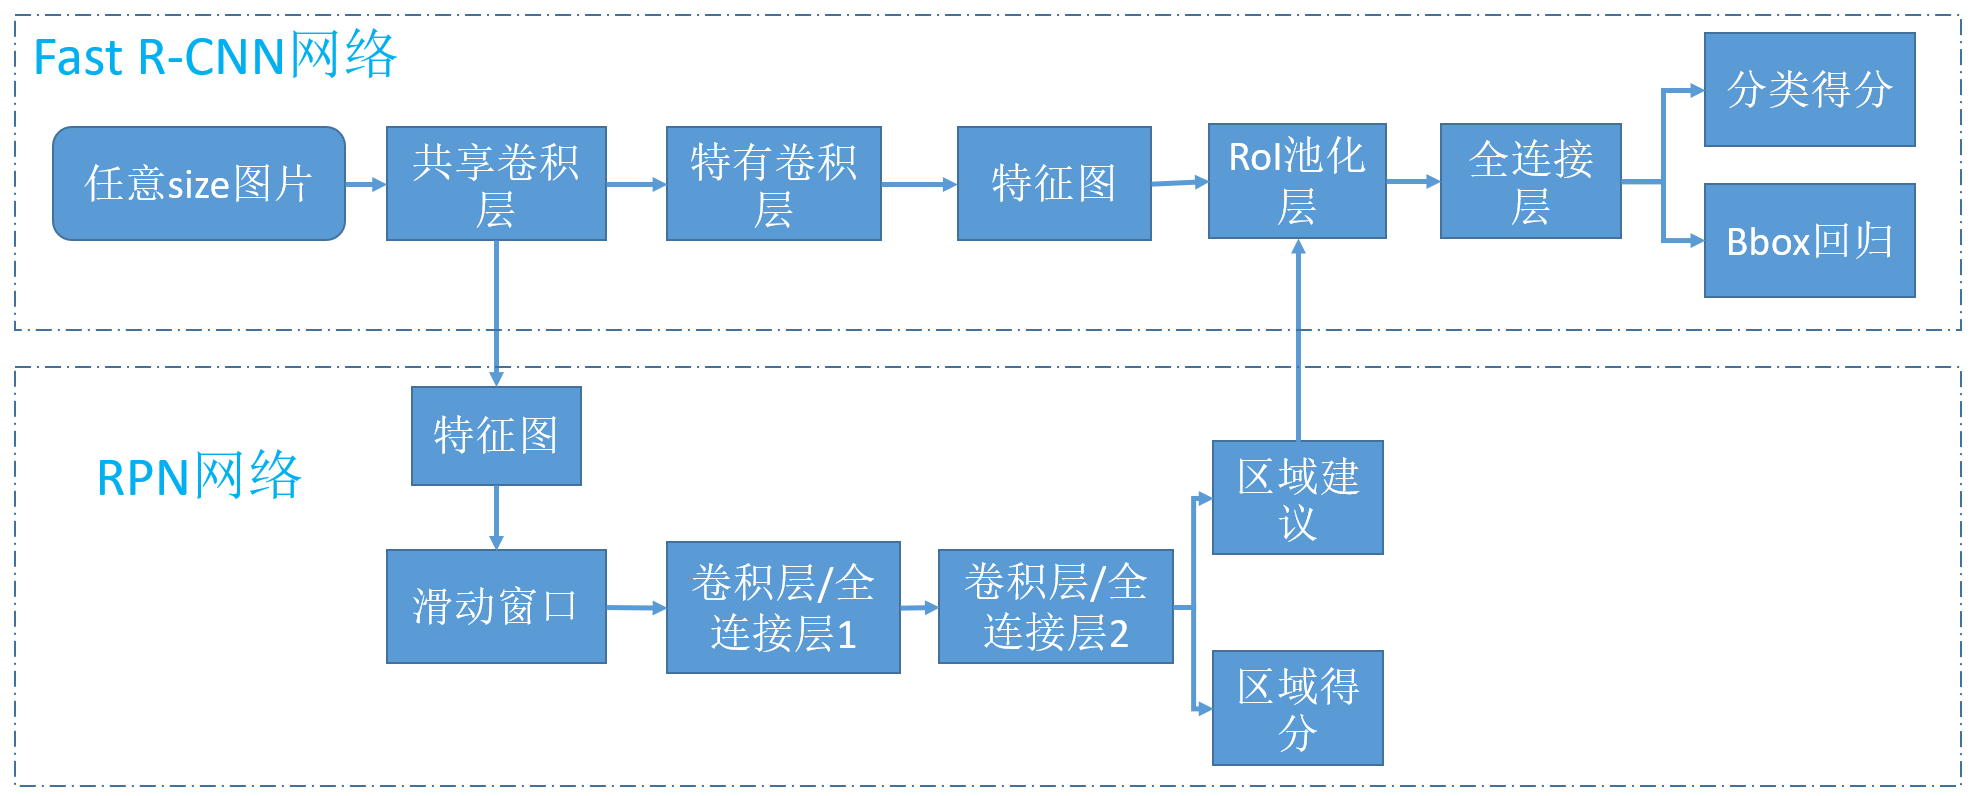 Fast R-CNN网络
任意size图片
共享卷积
层
特有卷积
层
特征图
RoI池化
层
全连接
层
分类得分
Bbox回归
RPN网络
特征图
滑动窗口
卷积层/全
连接层1
卷积层/全
连接层2
区域建
议
区域得
分